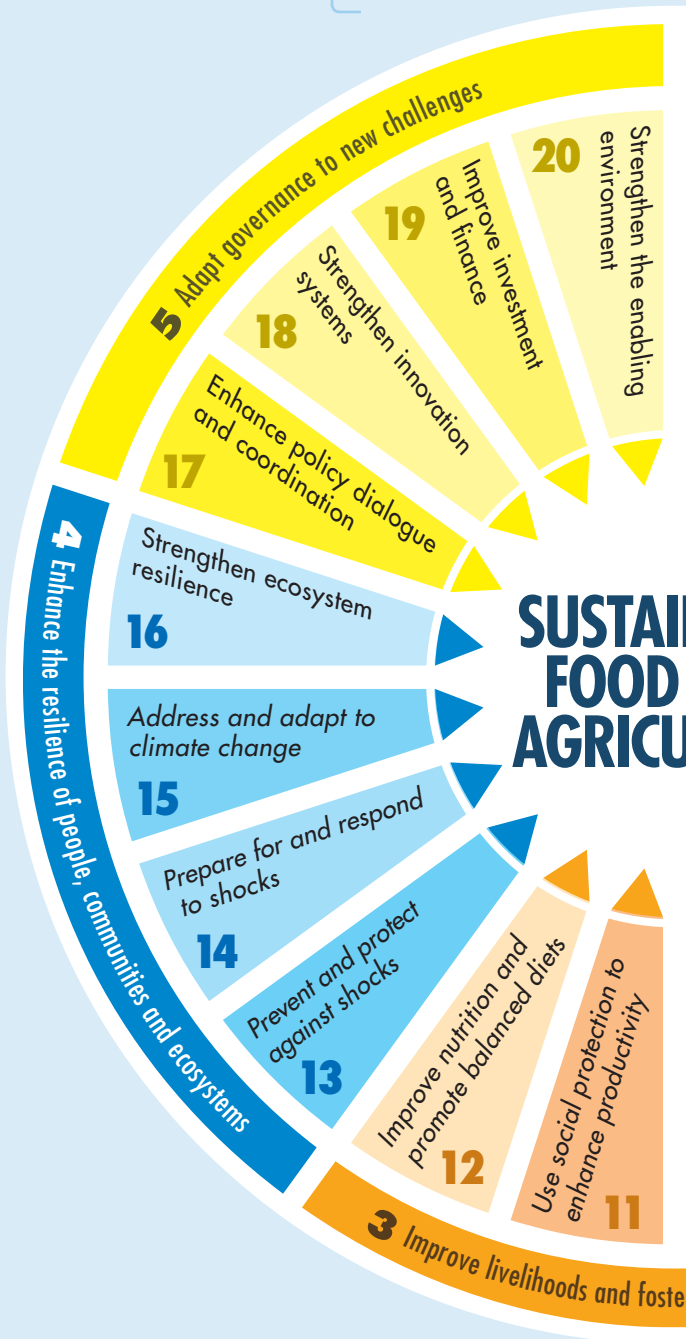 5 Adapt governance to new challenges
20
Strengthen the enabling
environment
19
Improve investment
and finance
18
Strengthen innovation
systems
17
Enhance policy dialogue
and coordination
4 Enhance the resilience of people, communities and ecosystems
Strengthen ecosystem
resilience
16
Address and adapt to
climate change
15
Prepare for and respond
to shocks
14
Prevent and protect
against shocks
13
Improve nutrition and
promote balanced diets
12
Use social protection to
enhance productivity
11
3 Improve livelihoods and foste
SUSTAI
FOOD
AGRICU